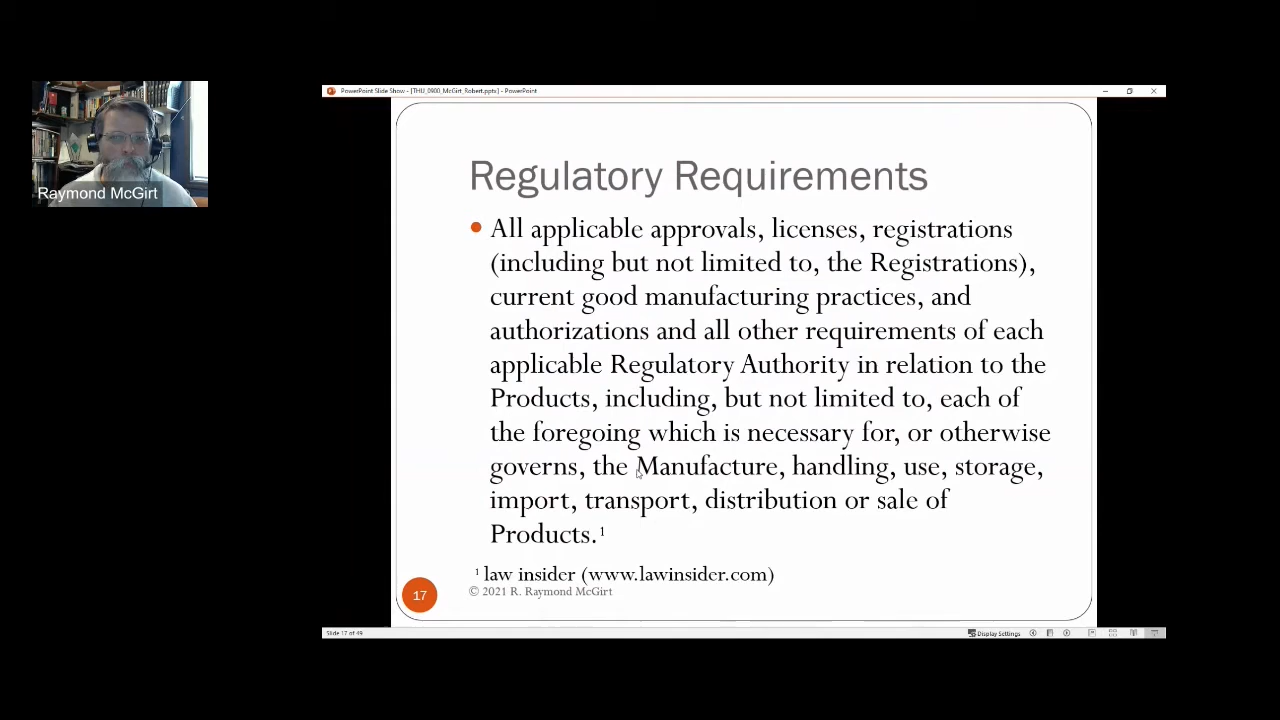 PowerPoint Slide Show - [THU_0900_McGirt_Robert.pptx] - PowerPoint
Raymond McGirt
Regulatory Requirements
All applicable approvals, licenses, registrations
(including but not limited to, the Registrations),
current good manufacturing practices, and
authorizations and all other requirements of each
applicable Regulatory Authority in relation to the
Products, including, but not limited to, each of
the foregoing which is necessary for, or otherwise
governs, the Manufacture, handling, use, storage,
import, transport, distribution or sale of
Products.¹
¹ law insider (www.lawinsider.com)
17
© 2021 R. Raymond McGirt
Slide 17 of 49
Display Settings